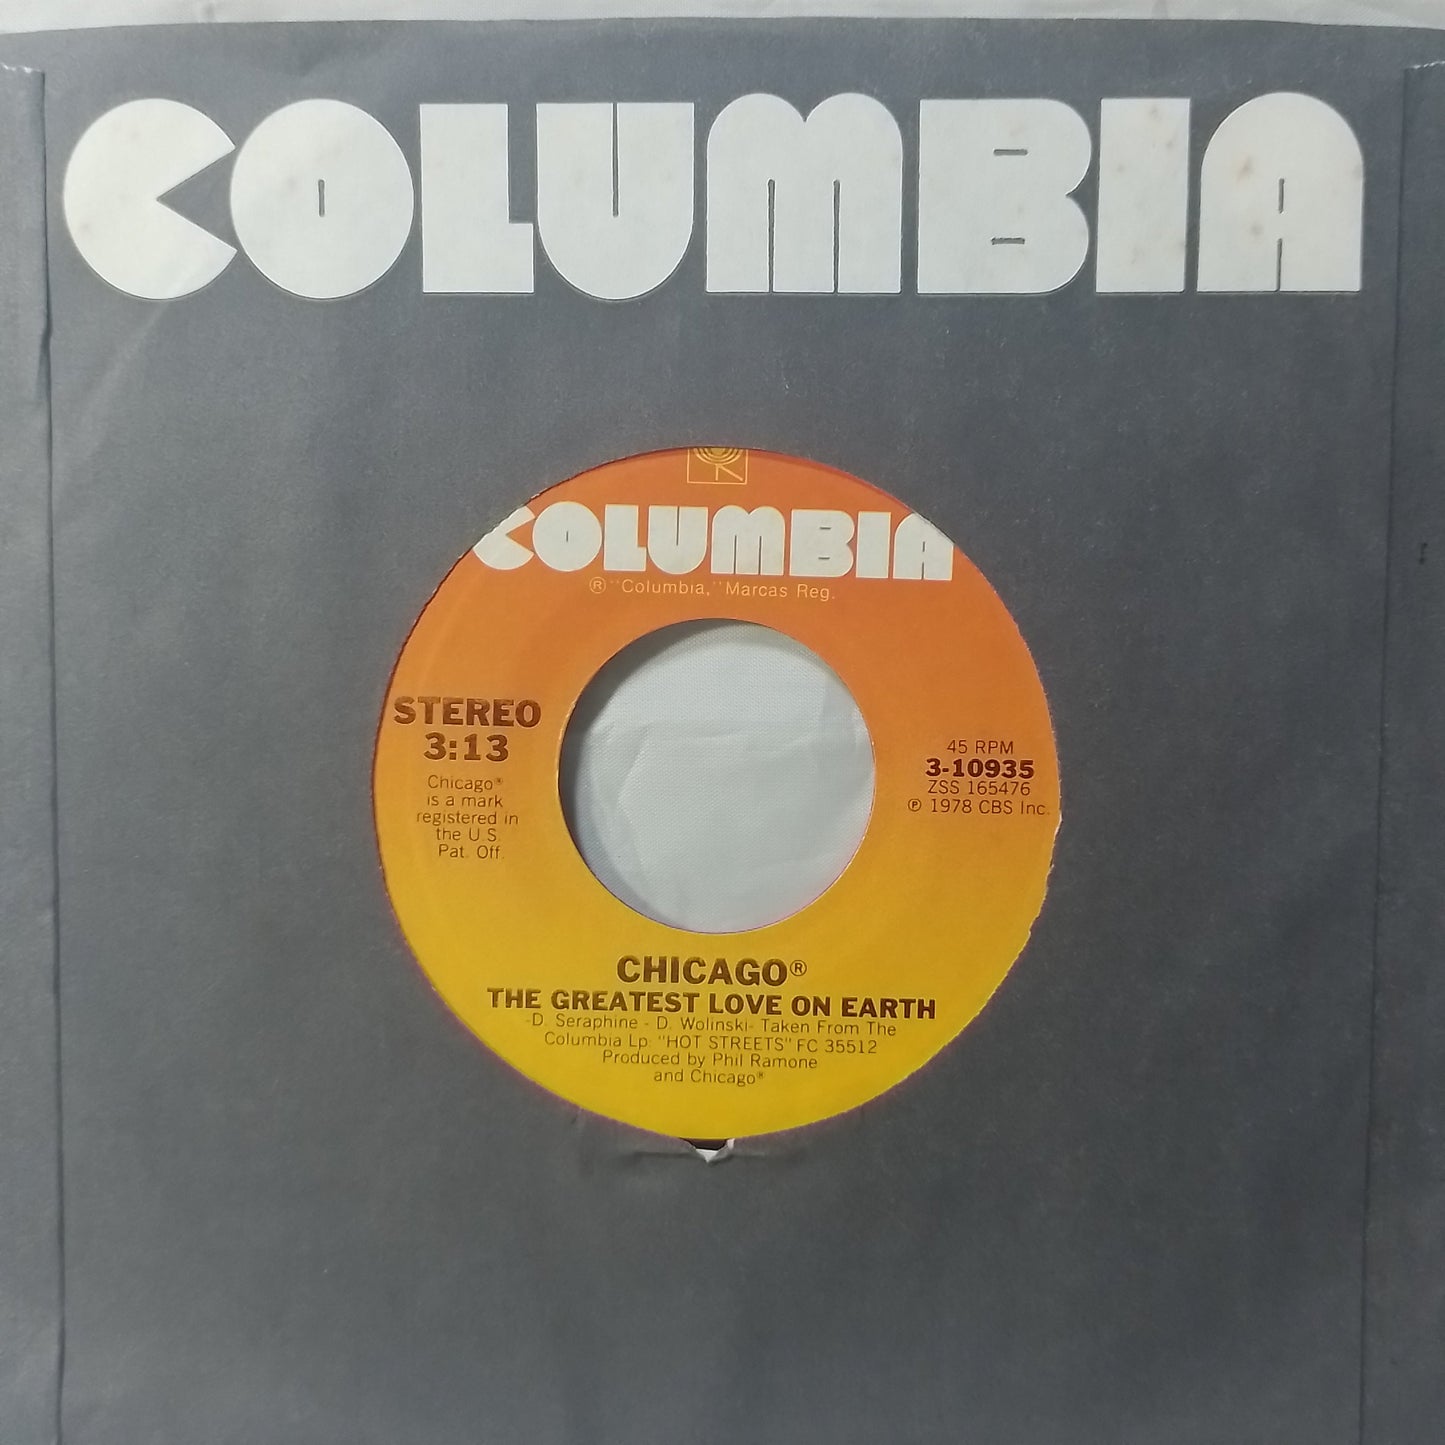 COLUMBIA
COLUMBIA
® "Columbia," Marcas Reg.
STEREO
3:13
Chicago®
is a mark
registered in
the U.S.
Pat. Off.
45 RPM
3-10935
ZSS 165476
℗ 1978 CBS Inc.
CHICAGO®
THE GREATEST LOVE ON EARTH
-D. Seraphine - D. Wolinski- Taken From The
Columbia Lp: "HOT STREETS" FC 35512
Produced by Phil Ramone
and Chicago®